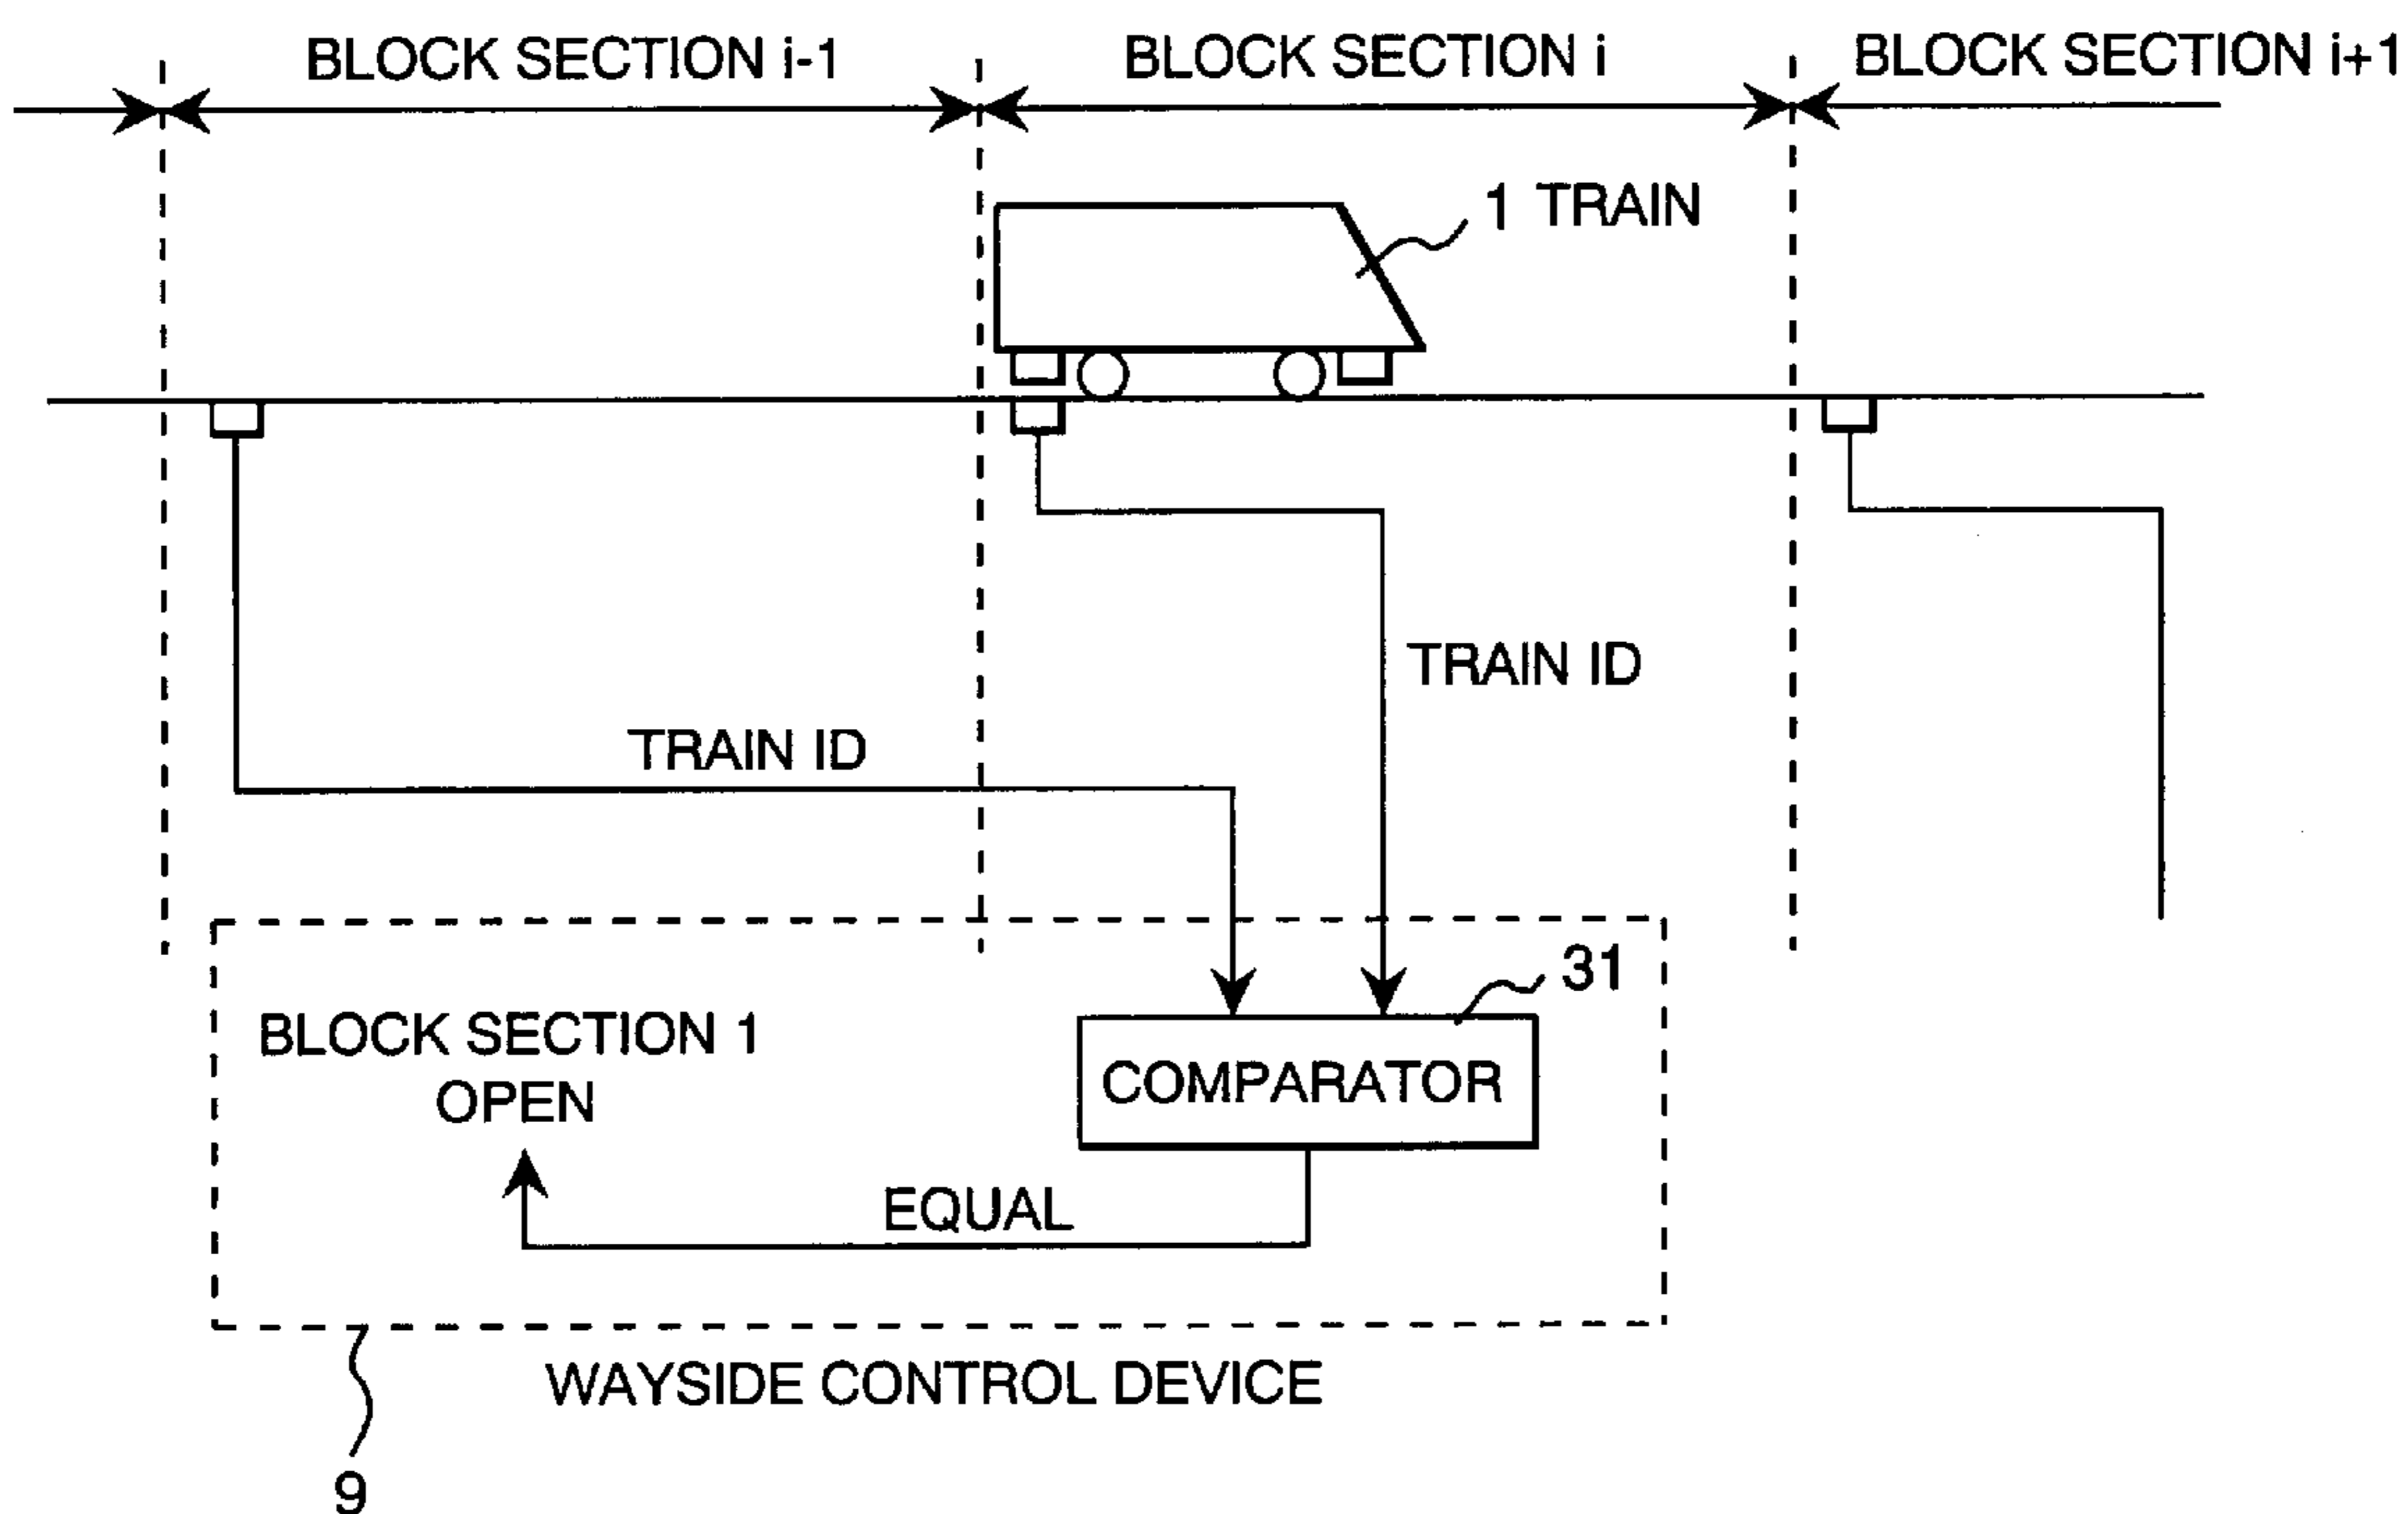 BLOCK SECTION i-1
BLOCK SECTION i
BLOCK SECTION i+1
1 TRAIN
TRAIN ID
TRAIN ID
31
BLOCK SECTION 1
OPEN
COMPARATOR
EQUAL
WAYSIDE CONTROL DEVICE
9